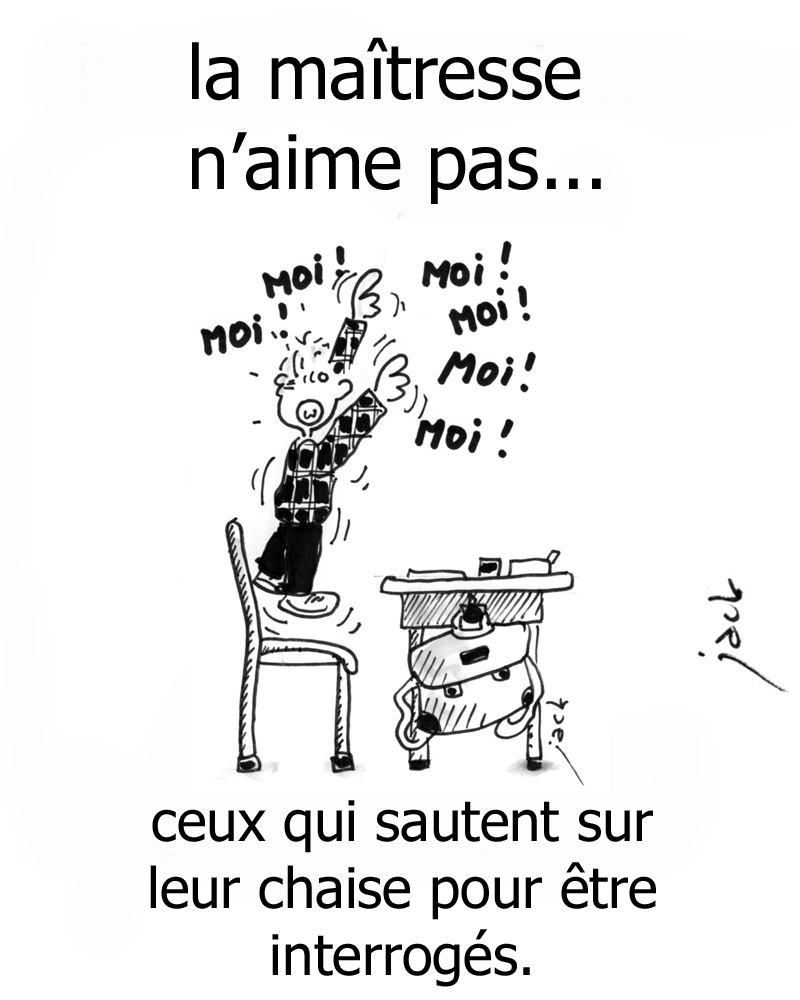 la maîtresse
n’aime pas...
MOI !
MOI !
MOI !
MOI !
MOI !
MOI !
jack
jack
ceux qui sautent sur
leur chaise pour être
interrogés.